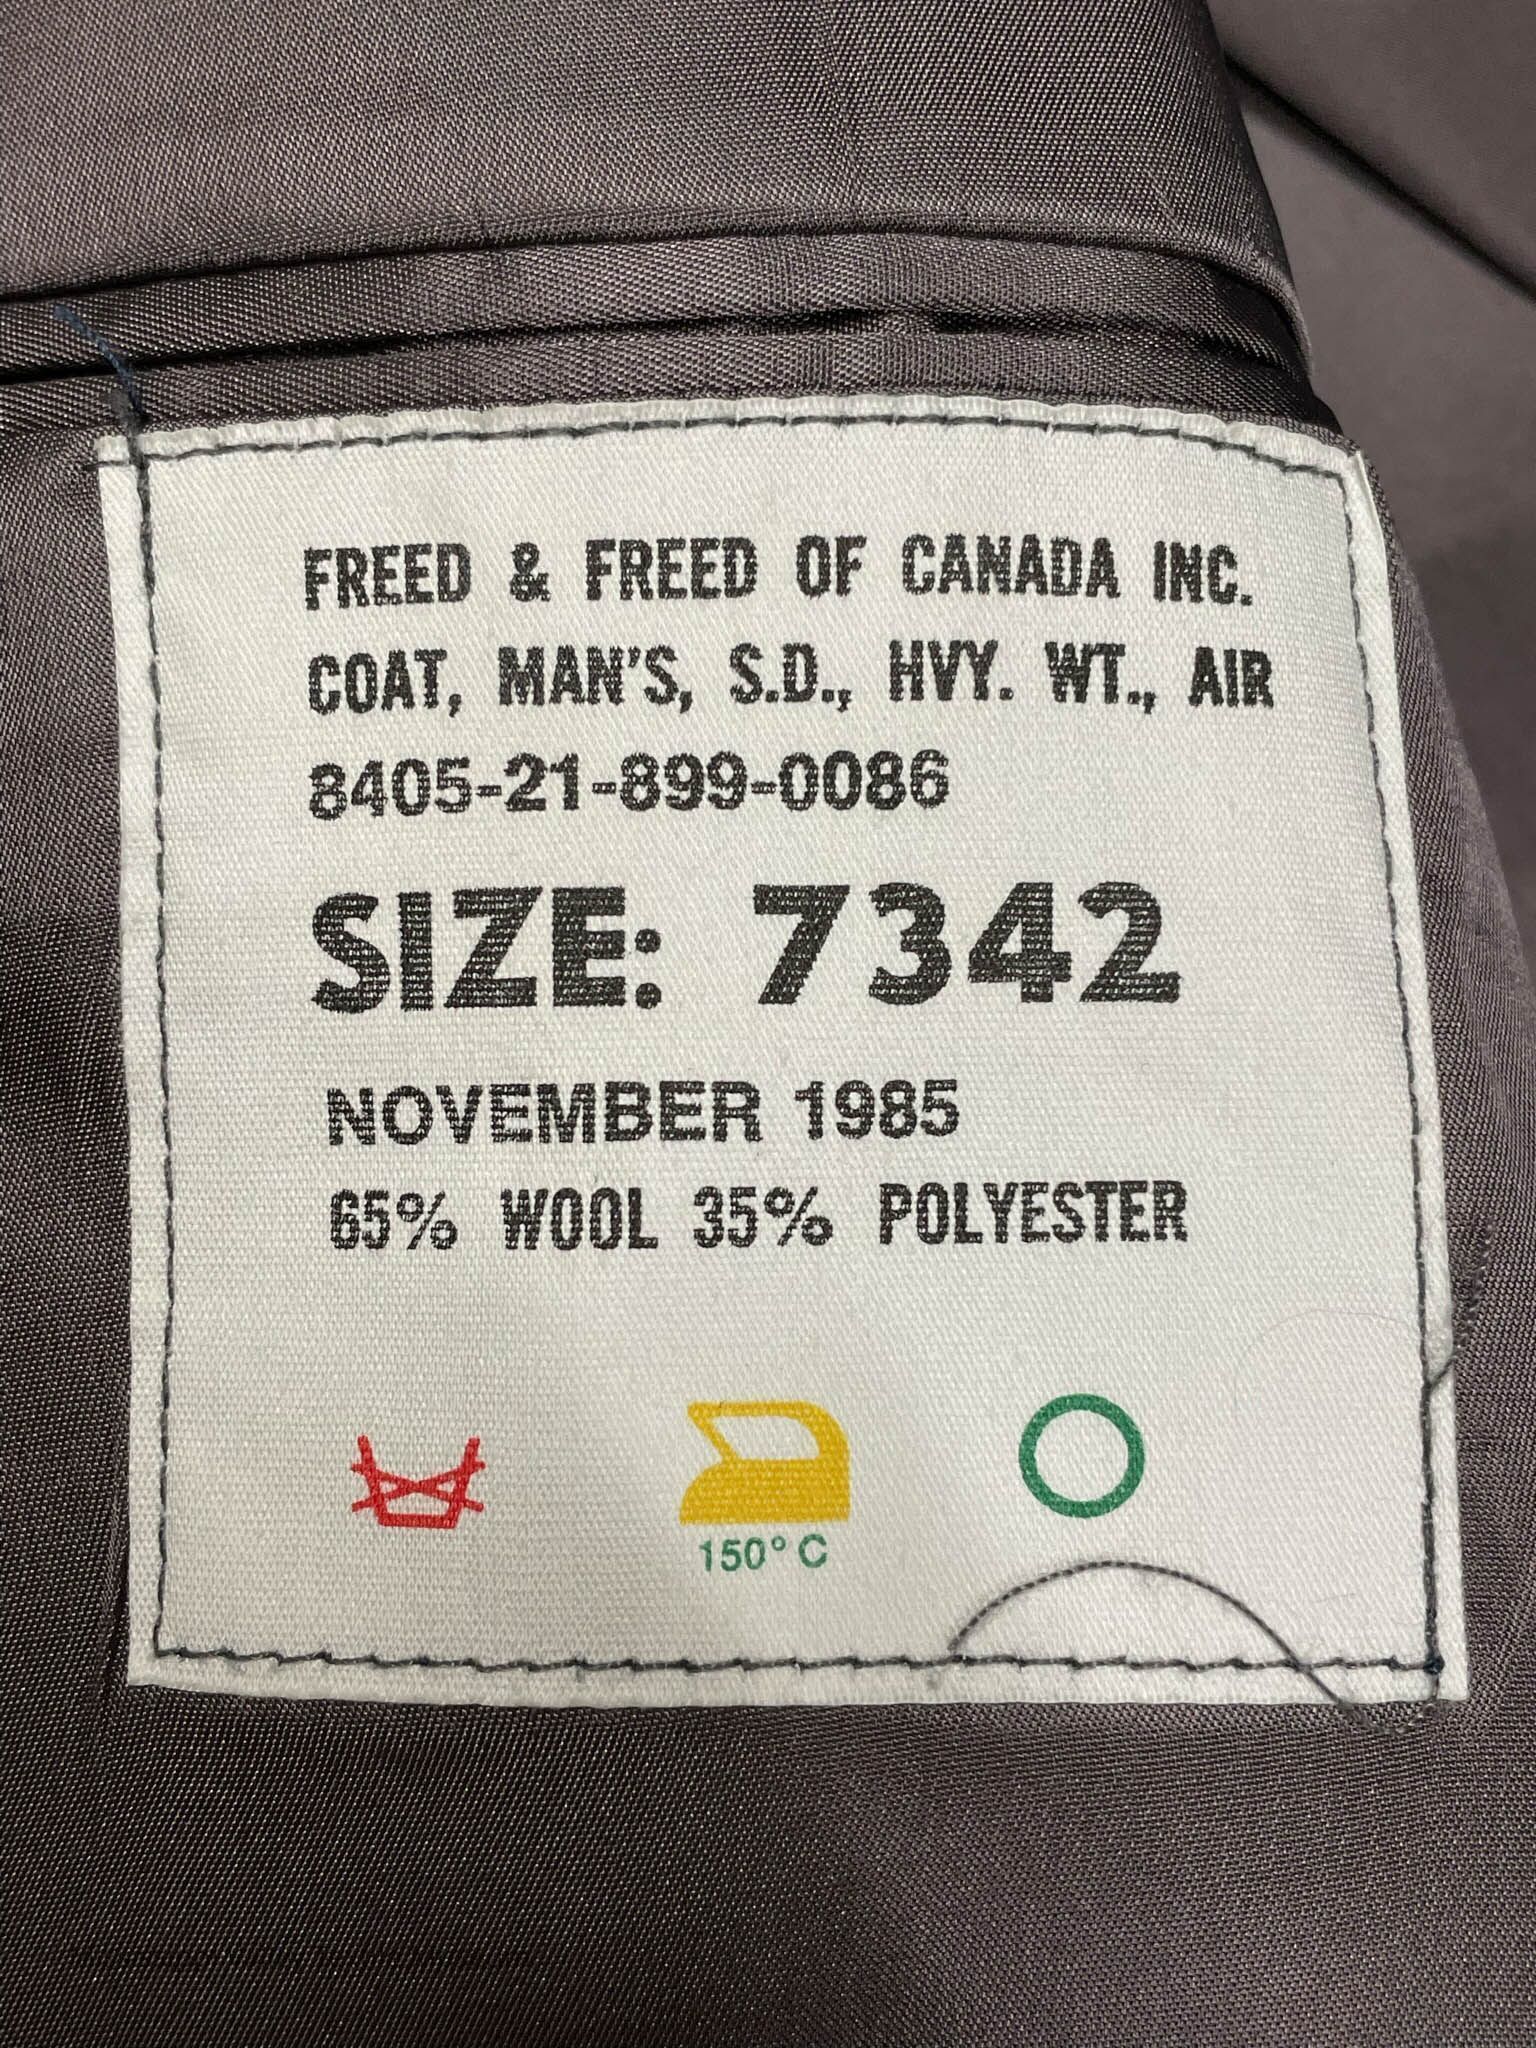 FREED & FREED OF CANADA INC.
COAT, MAN'S, S.D., HVY. WT., AIR
8405-21-899-0086
SIZE: 7342
NOVEMBER 1985
65% WOOL 35% POLYESTER
150° C